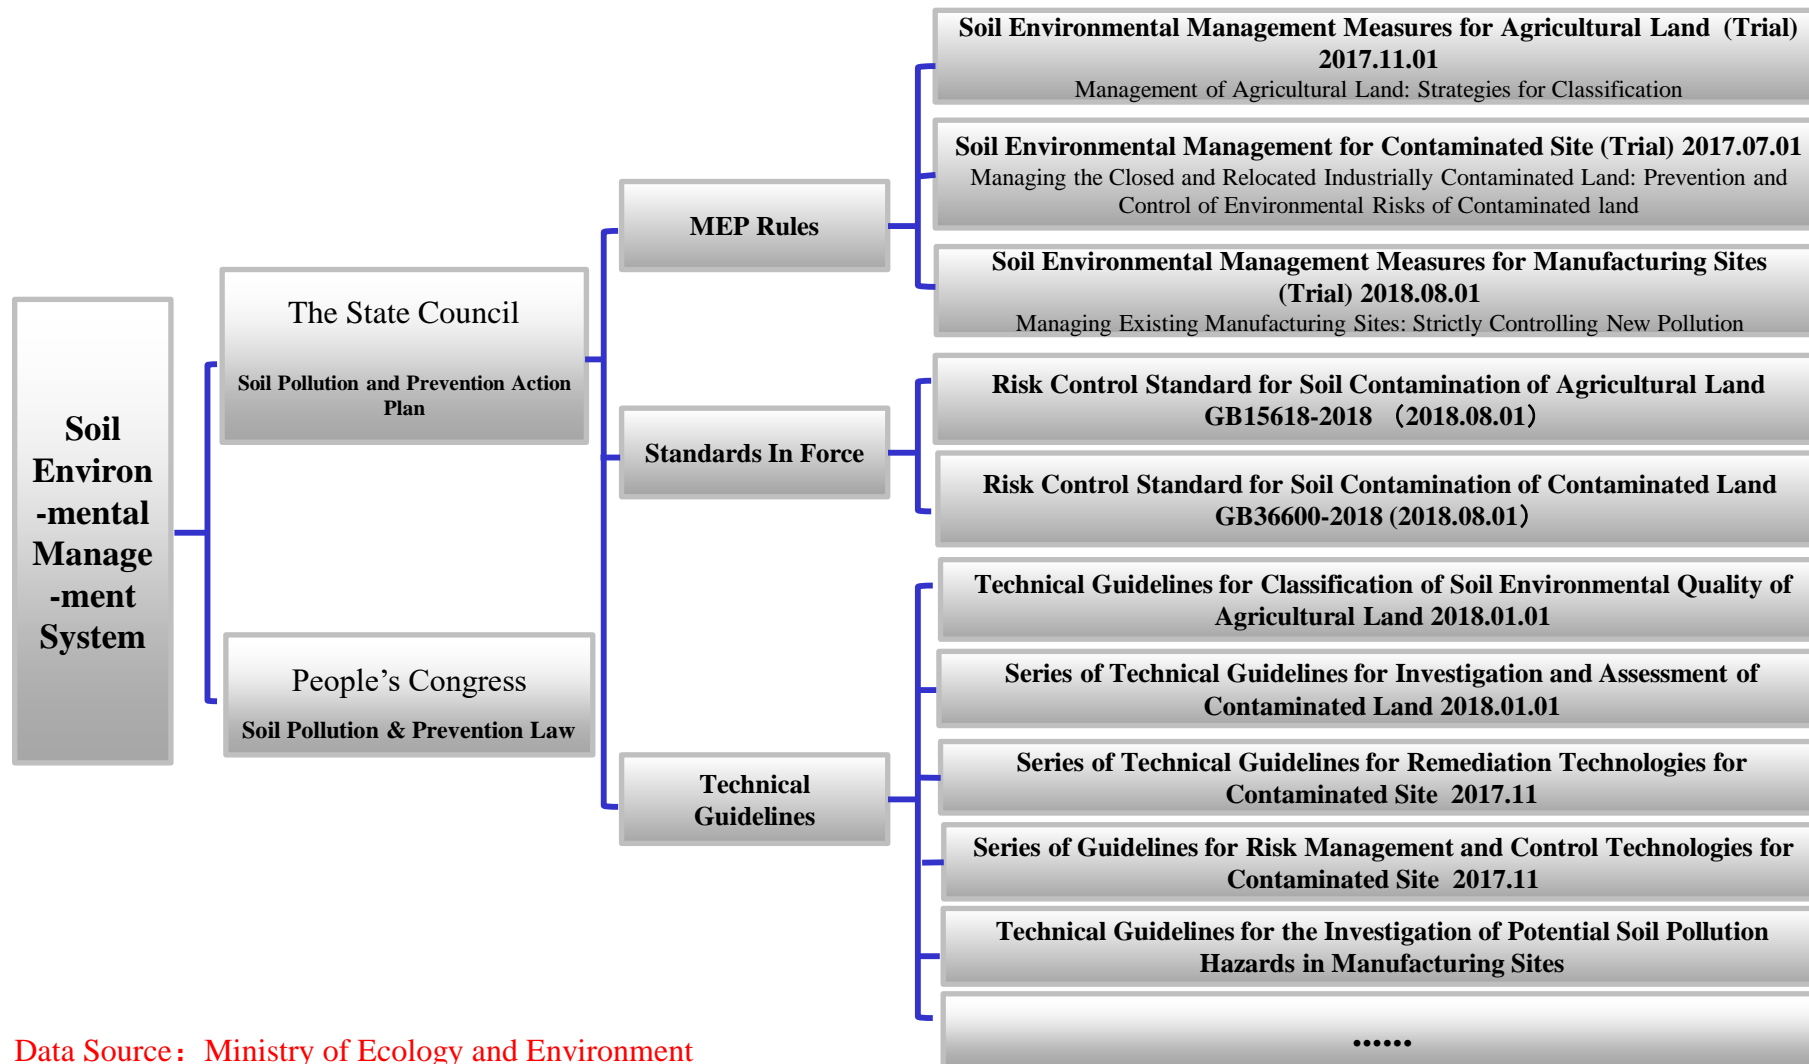 Soil
Environ
-mental
Manage
-ment
System
The State Council
Soil Pollution and Prevention Action
Plan
People’s Congress
Soil Pollution & Prevention Law
MEP Rules
Standards In Force
Technical
Guidelines
Soil Environmental Management Measures for Agricultural Land (Trial)
2017.11.01
Management of Agricultural Land: Strategies for Classification
Soil Environmental Management for Contaminated Site (Trial) 2017.07.01
Managing the Closed and Relocated Industrially Contaminated Land: Prevention and
Control of Environmental Risks of Contaminated land
Soil Environmental Management Measures for Manufacturing Sites
(Trial) 2018.08.01
Managing Existing Manufacturing Sites: Strictly Controlling New Pollution
Risk Control Standard for Soil Contamination of Agricultural Land
GB15618-2018 （2018.08.01）
Risk Control Standard for Soil Contamination of Contaminated Land
GB36600-2018 (2018.08.01）
Technical Guidelines for Classification of Soil Environmental Quality of
Agricultural Land 2018.01.01
Series of Technical Guidelines for Investigation and Assessment of
Contaminated Land 2018.01.01
Series of Technical Guidelines for Remediation Technologies for
Contaminated Site 2017.11
Series of Guidelines for Risk Management and Control Technologies for
Contaminated Site 2017.11
Technical Guidelines for the Investigation of Potential Soil Pollution
Hazards in Manufacturing Sites
……
Data Source：Ministry of Ecology and Environment